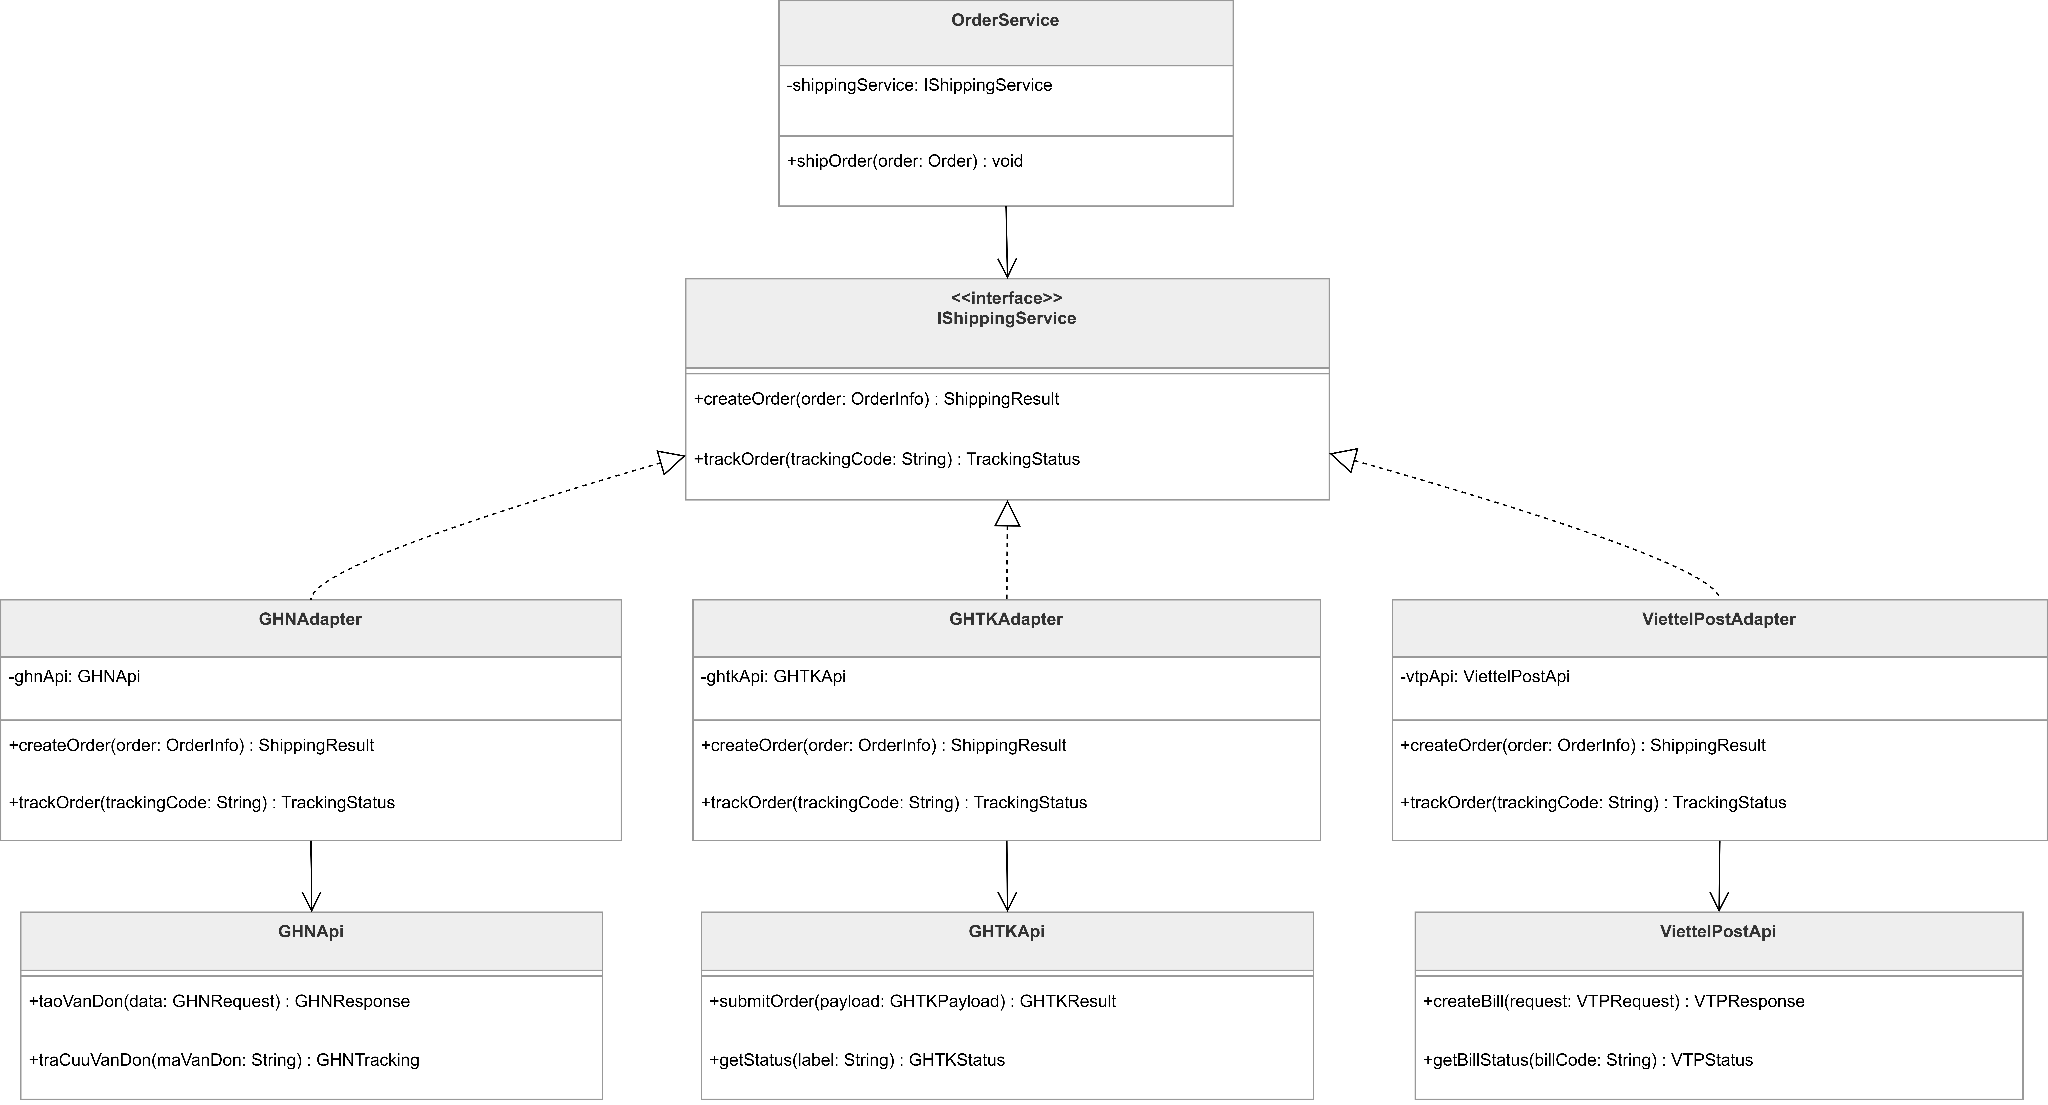 OrderService
-shippingService: IShippingService
+shipOrder(order: Order) : void
<<interface>>
IShippingService
+createOrder(order: OrderInfo) : ShippingResult
+trackOrder(trackingCode: String) : TrackingStatus
GHNAdapter
-ghnApi: GHNApi
+createOrder(order: OrderInfo) : ShippingResult
+trackOrder(trackingCode: String) : TrackingStatus
GHTKAdapter
-ghtkApi: GHTKApi
+createOrder(order: OrderInfo) : ShippingResult
+trackOrder(trackingCode: String) : TrackingStatus
ViettelPostAdapter
-vtpApi: ViettelPostApi
+createOrder(order: OrderInfo) : ShippingResult
+trackOrder(trackingCode: String) : TrackingStatus
GHNApi
+taoVanDon(data: GHNRequest) : GHNResponse
+traCuuVanDon(maVanDon: String) : GHNTracking
GHTKApi
+submitOrder(payload: GHTKPayload) : GHTKResult
+getStatus(label: String) : GHTKStatus
ViettelPostApi
+createBill(request: VTPRequest) : VTPResponse
+getBillStatus(billCode: String) : VTPStatus